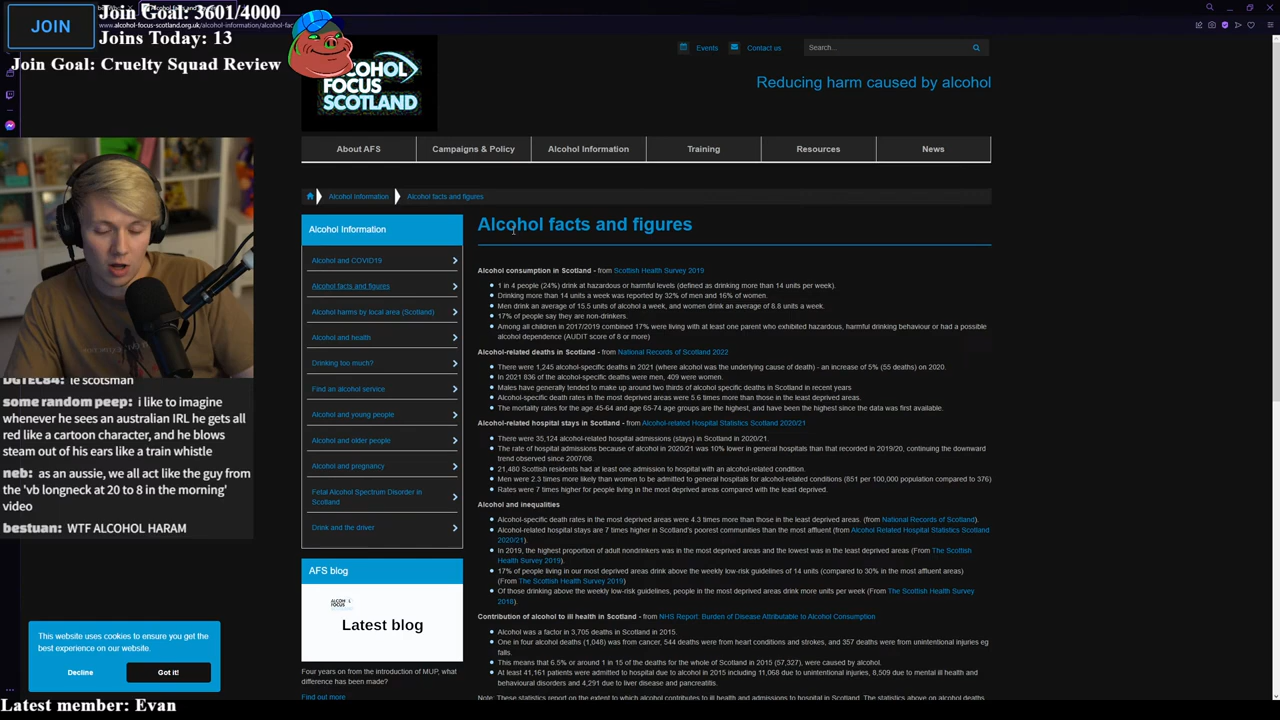 JOIN
Join Goal: 3601/4000
Joins Today: 13
Join Goal: Cruelty Squad Review
www.alcohol-focus-scotland.org.uk/alcohol-information/alcohol-fac
ALCOHOL
FOCUS
SCOTLAND
Events
Contact us
Search...
Reducing harm caused by alcohol
About AFS
Campaigns & Policy
Alcohol Information
Training
Resources
News
Alcohol Information
Alcohol facts and figures
Alcohol Information
Alcohol and COVID19
Alcohol facts and figures
Alcohol harms by local area (Scotland)
Alcohol and health
Drinking too much?
Find an alcohol service
Alcohol and young people
Alcohol and older people
Alcohol and pregnancy
Fetal Alcohol Spectrum Disorder in
Scotland
Drink and the driver
AFS blog
Latest blog
Four years on from the introduction of MUP, what
difference has been made?
Find out more
Alcohol facts and figures
Alcohol consumption in Scotland - from Scottish Health Survey 2019
1 in 4 people (24%) drink at hazardous or harmful levels (defined as drinking more than 14 units per week).
Drinking more than 14 units a week was reported by 32% of men and 16% of women.
Men drink an average of 15.5 units of alcohol a week, and women drink an average of 8.8 units a week.
17% of people say they are non-drinkers.
Among all children in 2017/2019 combined 17% were living with at least one parent who exhibited hazardous, harmful drinking behaviour or had a possible
alcohol dependence (AUDIT score of 8 or more)
Alcohol-related deaths in Scotland - from National Records of Scotland 2022
There were 1,245 alcohol-specific deaths in 2021 (where alcohol was the underlying cause of death) - an increase of 5% (55 deaths) on 2020.
In 2021 836 of the alcohol-specific deaths were men, 409 were women.
Males have generally tended to make up around two thirds of alcohol specific deaths in Scotland in recent years
Alcohol-specific death rates in the most deprived areas were 5.6 times more than those in the least deprived areas.
The mortality rates for the age 45-64 and age 65-74 age groups are the highest, and have been the highest since the data was first available.
Alcohol-related hospital stays in Scotland - from Alcohol-related Hospital Statistics Scotland 2020/21
There were 35,124 alcohol-related hospital admissions (stays) in Scotland in 2020/21.
The rate of hospital admissions because of alcohol in 2020/21 was 10% lower in general hospitals than that recorded in 2019/20, continuing the downward
trend observed since 2007/08.
21,480 Scottish residents had at least one admission to hospital with an alcohol-related condition.
Men were 2.3 times more likely than women to be admitted to general hospitals for alcohol-related conditions (851 per 100,000 population compared to 376)
Rates were 7 times higher for people living in the most deprived areas compared with the least deprived.
Alcohol and inequalities
Alcohol-specific death rates in the most deprived areas were 4.3 times more than those in the least deprived areas. (from National Records of Scotland).
Alcohol-related hospital stays are 7 times higher in Scotland's poorest communities than the most affluent (from Alcohol Related Hospital Statistics Scotland
2020/21).
In 2019, the highest proportion of adult nondrinkers was in the most deprived areas and the lowest was in the least deprived areas (From The Scottish
Health Survey 2019).
17% of people living in our most deprived areas drink above the weekly low-risk guidelines of 14 units (compared to 30% in the most affluent areas)
(From The Scottish Health Survey 2019)
Of those drinking above the weekly low-risk guidelines, people in the most deprived areas drink more units per week (From The Scottish Health Survey
2018).
Contribution of alcohol to ill health in Scotland - from NHS Report: Burden of Disease Attributable to Alcohol Consumption
Alcohol was a factor in 3,705 deaths in Scotland in 2015.
One in four alcohol deaths (1,048) was from cancer, 544 deaths were from heart conditions and strokes, and 357 deaths were from unintentional injuries eg
falls.
This means that 6.5% or around 1 in 15 of the deaths for the whole of Scotland in 2015 (57,327), were caused by alcohol.
At least 41,161 patients were admitted to hospital due to alcohol in 2015 including 11,068 due to unintentional injuries, 8,509 due to mental ill health and
behavioural disorders and 4,291 due to liver disease and pancreatitis.
Note: These statistics report on the extent to which alcohol contributes to ill health and admissions to hospital in Scotland. The statistics above on alcohol deaths
le scotsman
some random peep: i like to imagine
whenever he sees an australian IRL he gets all
red like a cartoon character, and he blows
steam out of his ears like a train whistle
neb: as an aussie, we all act like the guy from
the 'vb longneck at 20 to 8 in the morning'
video
bestuan: WTF ALCOHOL HARAM
This website uses cookies to ensure you get the
best experience on our website.
Decline
Got it!
Latest member: Evan